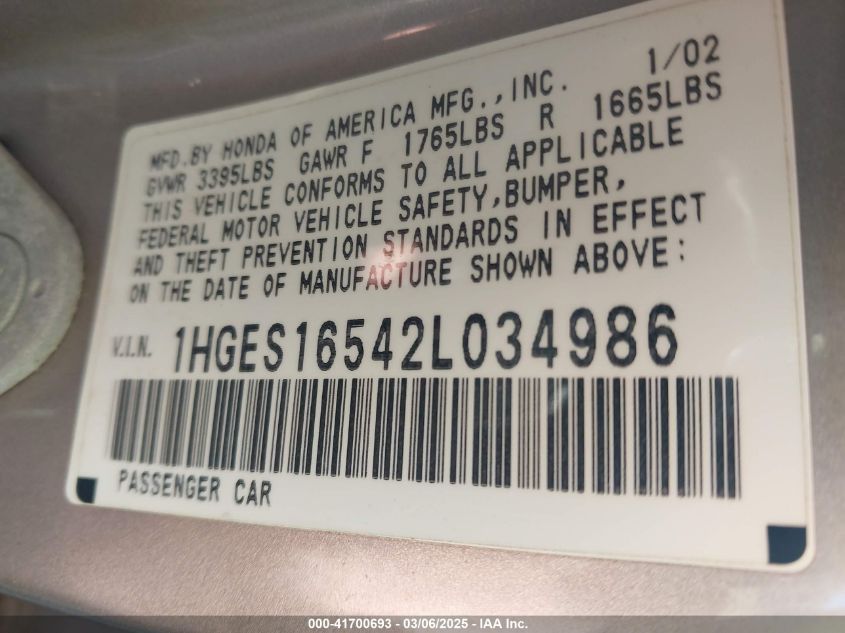 1/02
MFD.BY HONDA OF AMERICA MFG.,INC.
GVWR 3395LBS GAWR F 1765LBS R 1665LBS
THIS VEHICLE CONFORMS TO ALL APPLICABLE
FEDERAL MOTOR VEHICLE SAFETY,BUMPER,
AND THEFT PREVENTION STANDARDS IN EFFECT
ON THE DATE OF MANUFACTURE SHOWN ABOVE:
V.I.N. 1HGES16542L034986
PASSENGER CAR
000-41700693 - 03/06/2025 - IAA Inc.